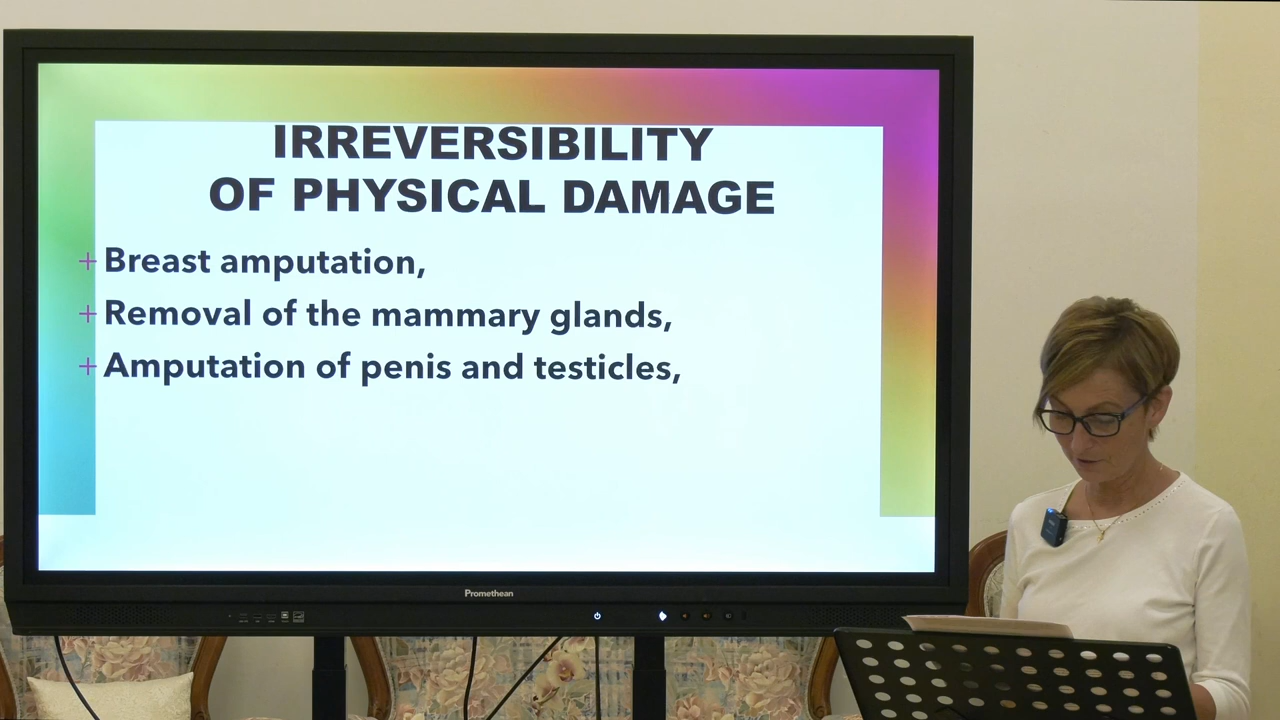 IRREVERSIBILITY
OF PHYSICAL DAMAGE
+ Breast amputation,
+ Removal of the mammary glands,
+ Amputation of penis and testicles,
Promethean